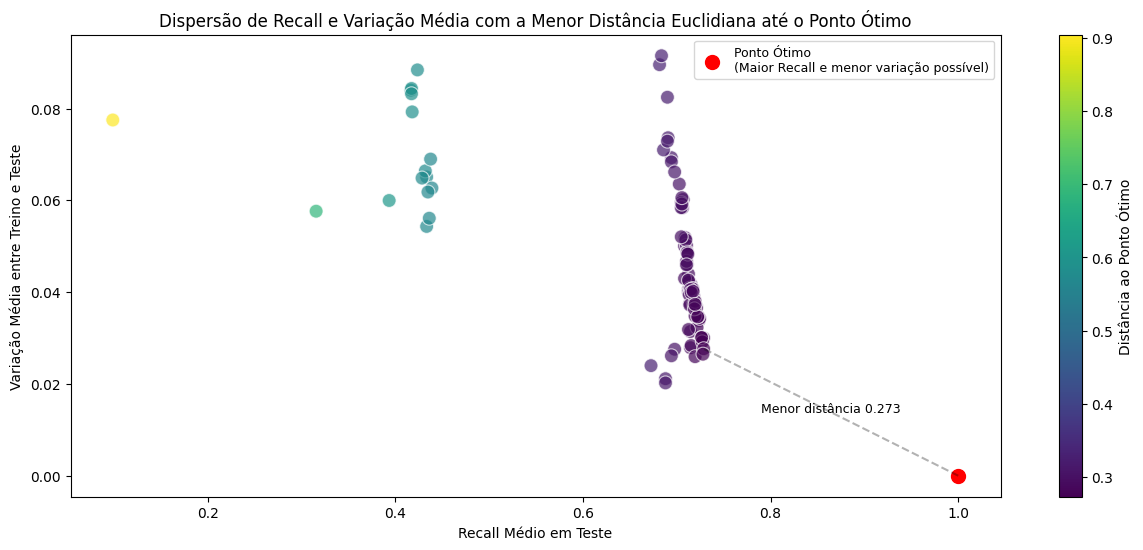 Dispersão de Recall e Variação Média com a Menor Distância Euclidiana até o Ponto Ótimo
Ponto Ótimo
(Maior Recall e menor variação possível)
Variação Média entre Treino e Teste
0.08
0.06
0.04
0.02
0.00
Menor distância 0.273
0.2
0.4
0.6
0.8
1.0
Recall Médio em Teste
0.9
0.8
0.7
0.6
0.5
0.4
0.3
Distância ao Ponto Ótimo